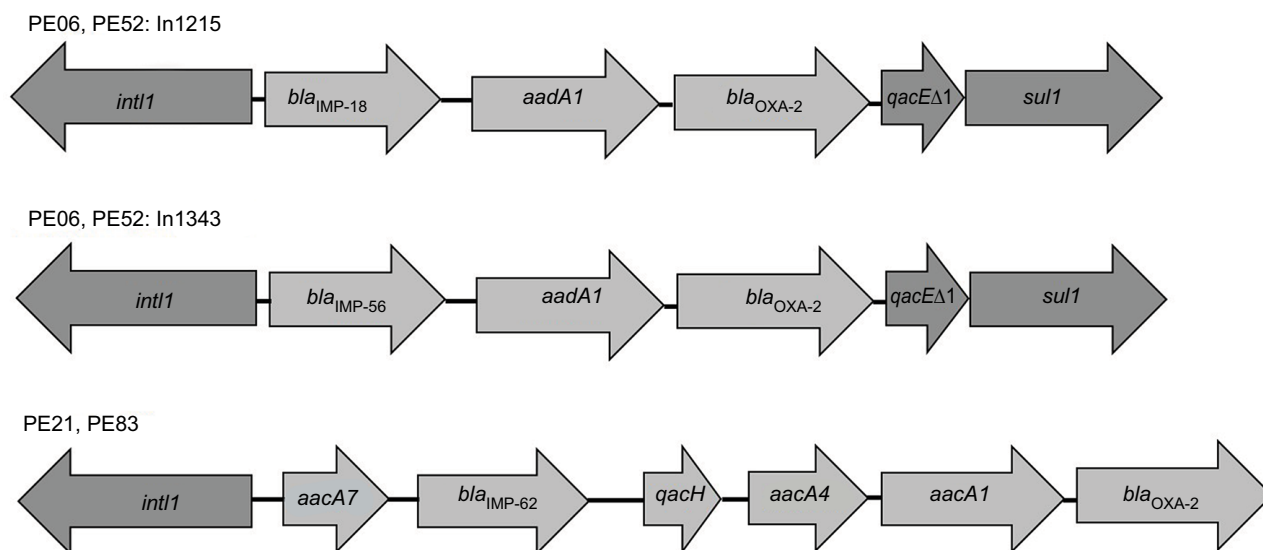 PE06, PE52: In1215
intI1 blaIMP-18 aadA1 blaOXA-2 qacEΔ1 sul1
PE06, PE52: In1343
intI1 blaIMP-56 aadA1 blaOXA-2 qacEΔ1 sul1
PE21, PE83
intI1 aacA7 blaIMP-62 qacH aacA4 aacA1 blaOXA-2